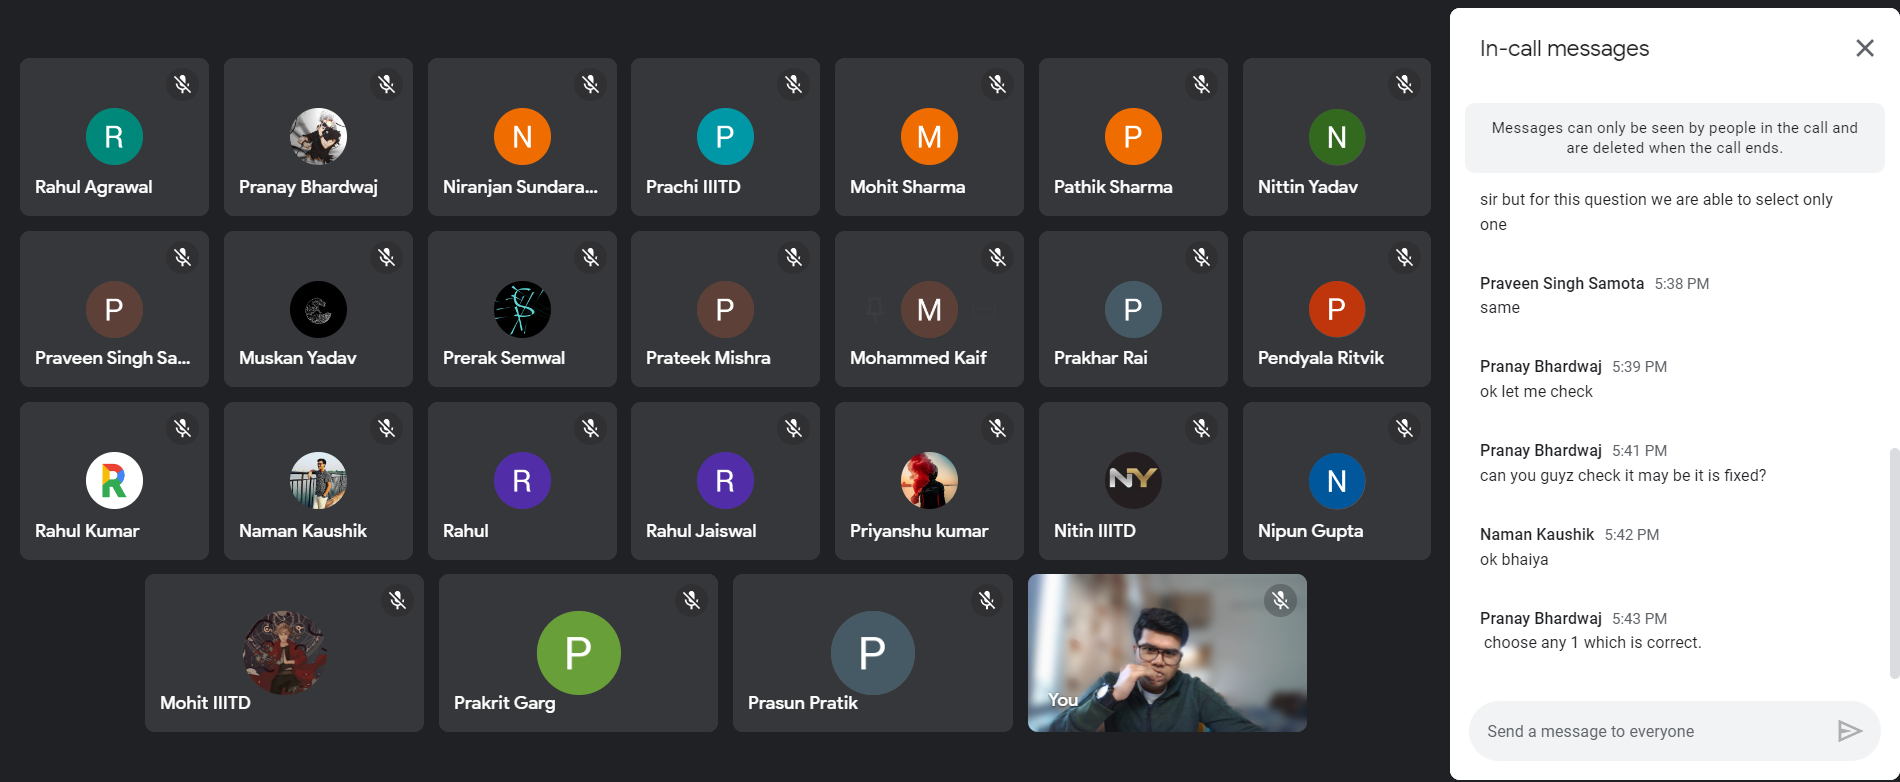 R
Rahul Agrawal
Pranay Bhardwaj
N
Niranjan Sundara...
P
Prachi IIITD
M
Mohit Sharma
P
Pathik Sharma
N
Nittin Yadav
P
Praveen Singh Sa...
Muskan Yadav
Prerak Semwal
P
Prateek Mishra
M
Mohammed Kaif
P
Prakhar Rai
P
Pendyala Ritvik
R
Rahul Kumar
Naman Kaushik
R
Rahul
R
Rahul Jaiswal
Priyanshu kumar
NY
Nitin IIITD
N
Nipun Gupta
Mohit IIITD
P
Prakrit Garg
P
Prasun Pratik
You
In-call messages
Messages can only be seen by people in the call and
are deleted when the call ends.
sir but for this question we are able to select only
one
Praveen Singh Samota 5:38 PM
same
Pranay Bhardwaj 5:39 PM
ok let me check
Pranay Bhardwaj 5:41 PM
can you guyz check it may be it is fixed?
Naman Kaushik 5:42 PM
ok bhaiya
Pranay Bhardwaj 5:43 PM
choose any 1 which is correct.
Send a message to everyone